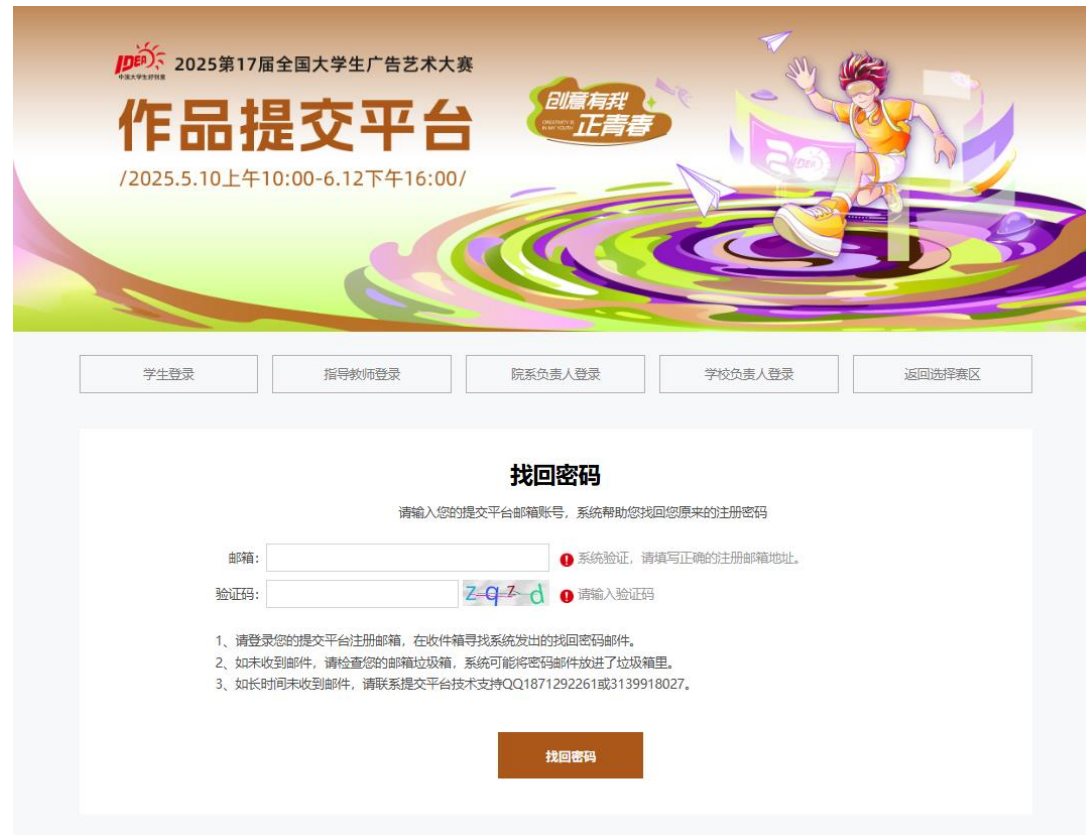 IDEA
中国大学生好创意
2025第17届全国大学生广告艺术大赛
作品提交平台
/2025.5.10上午10:00-6.12下午16:00/
创意有我
正青春
学生登录
指导教师登录
院系负责人登录
学校负责人登录
返回选择赛区
找回密码
请输入您的提交平台邮箱账号，系统帮助您找回您原来的注册密码
邮箱：
系统验证，请填写正确的注册邮箱地址。
验证码：
z q z d
请输入验证码
1、请登录您的提交平台注册邮箱，在收件箱寻找系统发出的找回密码邮件。
2、如未收到邮件，请检查您的邮箱垃圾箱，系统可能将密码邮件放进了垃圾箱里。
3、如长时间未收到邮件，请联系提交平台技术支持QQ1871292261或3139918027。
找回密码